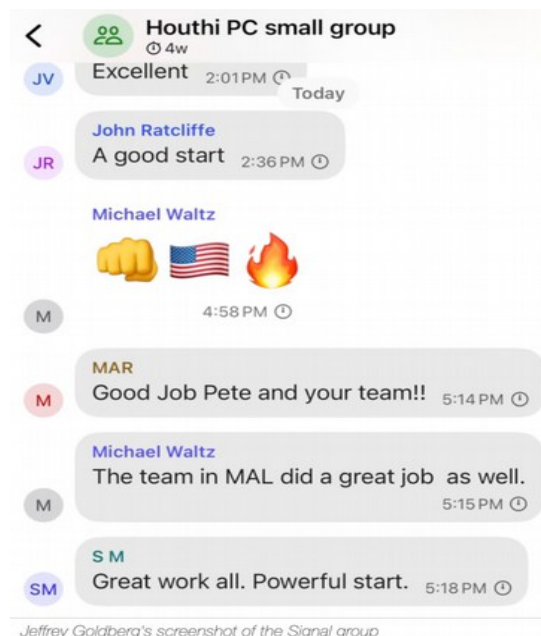 Houthi PC small group
4w
JV
Excellent 2:01 PM
Today
John Ratcliffe
JR
A good start 2:36 PM
Michael Waltz
M
4:58 PM
MAR
M
Good Job Pete and your team!! 5:14 PM
Michael Waltz
The team in MAL did a great job as well.
M
5:15 PM
S M
SM
Great work all. Powerful start. 5:18 PM
Jeffrey Goldberg's screenshot of the Signal group